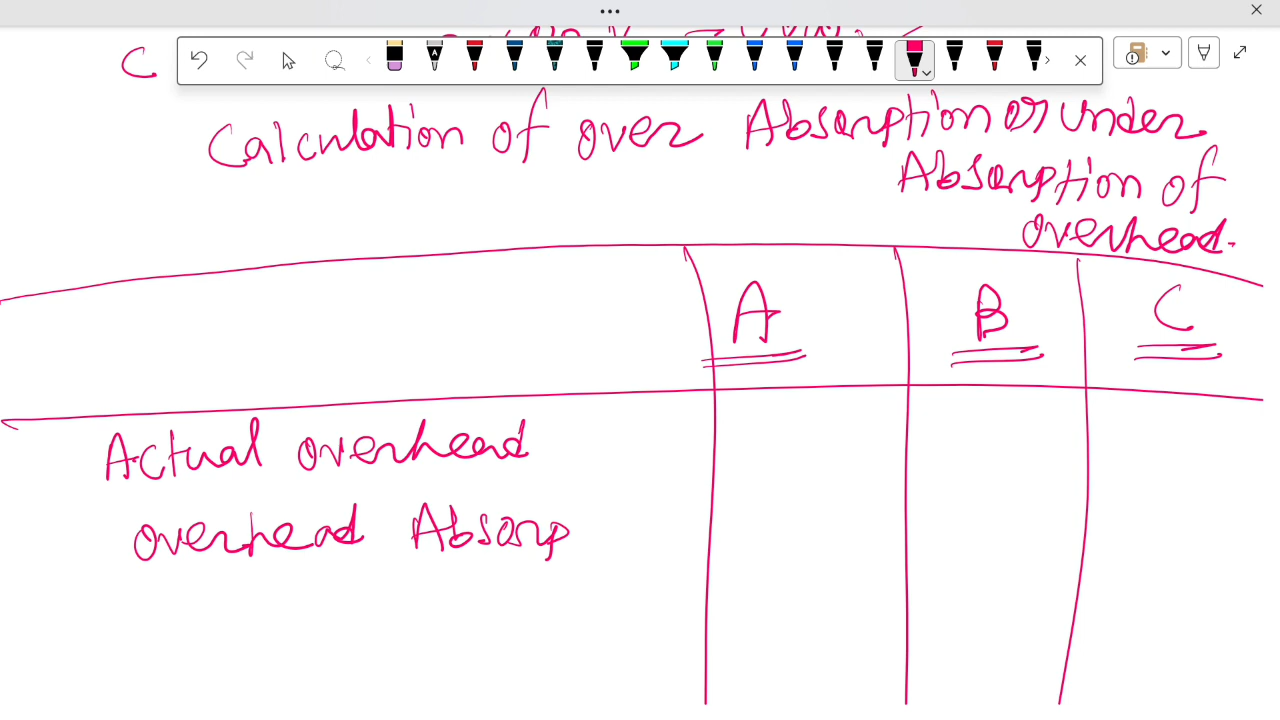 C
Calculation of over Absorption or under
Absorption of
overhead.
A B C
Actual overhead
overhead Absorp